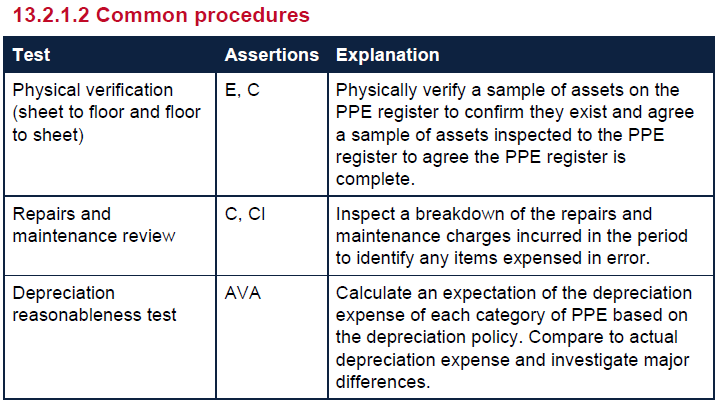 13.2.1.2 Common procedures
Test Assertions Explanation
Physical verification E, C Physically verify a sample of assets on the
(sheet to floor and floor PPE register to confirm they exist and agree
to sheet) a sample of assets inspected to the PPE
register to agree the PPE register is
complete.
Repairs and C, Cl Inspect a breakdown of the repairs and
maintenance review maintenance charges incurred in the period
to identify any items expensed in error.
Depreciation AVA Calculate an expectation of the depreciation
reasonableness test expense of each category of PPE based on
the depreciation policy. Compare to actual
depreciation expense and investigate major
differences.